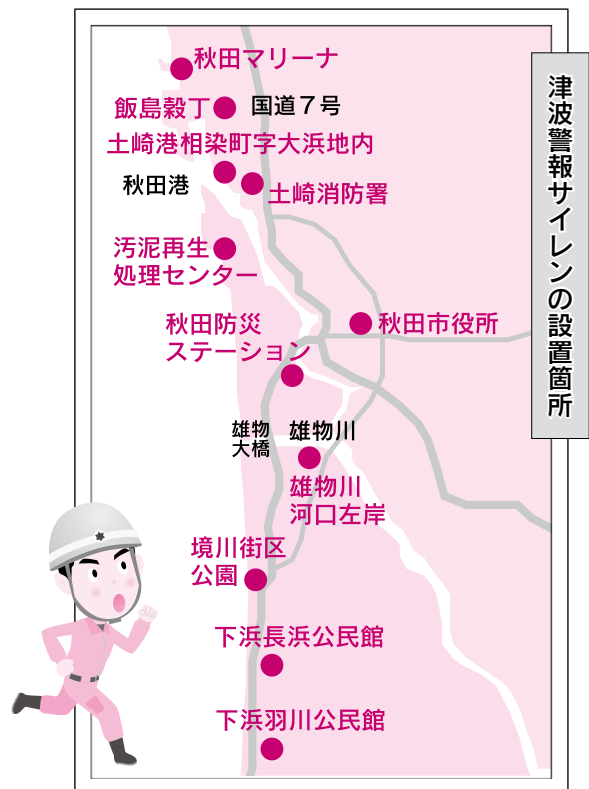 津波警報サイレンの設置箇所
秋田マリーナ
飯島穀丁
国道7号
土崎港相染町字大浜地内
秋田港
土崎消防署
汚泥再生
処理センター
秋田防災
ステーション
秋田市役所
雄物
大橋
雄物川
雄物川
河口左岸
境川街区
公園
下浜長浜公民館
下浜羽川公民館